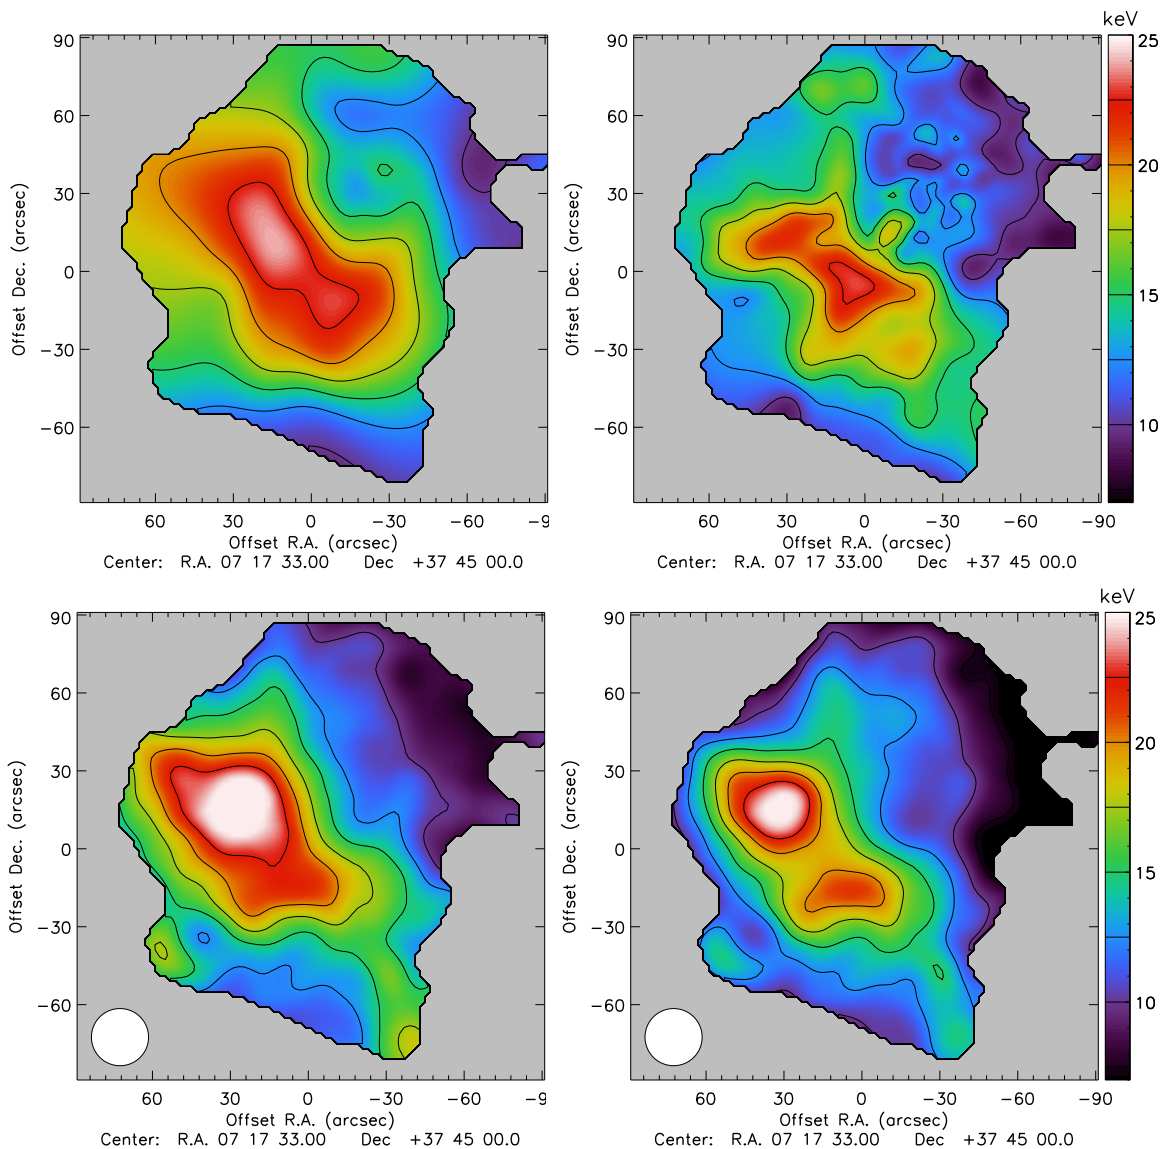 keV
90
60
30
0
−30
−60
Offset Dec. (arcsec)
60 30 0 −30 −60 −9
Offset R.A. (arcsec)
Center: R.A. 07 17 33.00 Dec +37 45 00.0
90
60
30
0
−30
−60
Offset Dec. (arcsec)
60 30 0 −30 −60 −90
Offset R.A. (arcsec)
Center: R.A. 07 17 33.00 Dec +37 45 00.0
25
20
15
10
keV
90
60
30
0
−30
−60
Offset Dec. (arcsec)
60 30 0 −30 −60 −9
Offset R.A. (arcsec)
Center: R.A. 07 17 33.00 Dec +37 45 00.0
90
60
30
0
−30
−60
Offset Dec. (arcsec)
60 30 0 −30 −60 −90
Offset R.A. (arcsec)
Center: R.A. 07 17 33.00 Dec +37 45 00.0
25
20
15
10